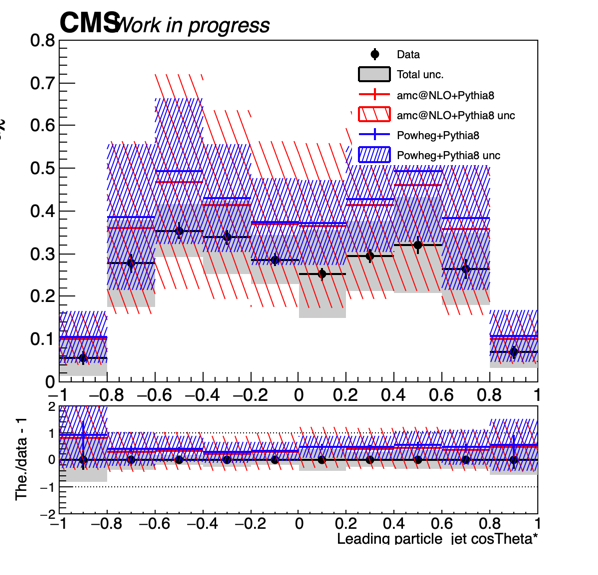 CMS Work in progress
0.8
0.7
0.6
0.5
0.4
0.3
0.2
0.1
0
Data
Total unc.
amc@NLO+Pythia8
amc@NLO+Pythia8 unc
Powheg+Pythia8
Powheg+Pythia8 unc
−1 −0.8 −0.6 −0.4 −0.2 0 0.2 0.4 0.6 0.8 1
The./data - 1
2
1
0
−1
−2
−1 −0.8 −0.6 −0.4 −0.2 0 0.2 0.4 0.6 0.8 1
Leading particle_jet cosTheta*